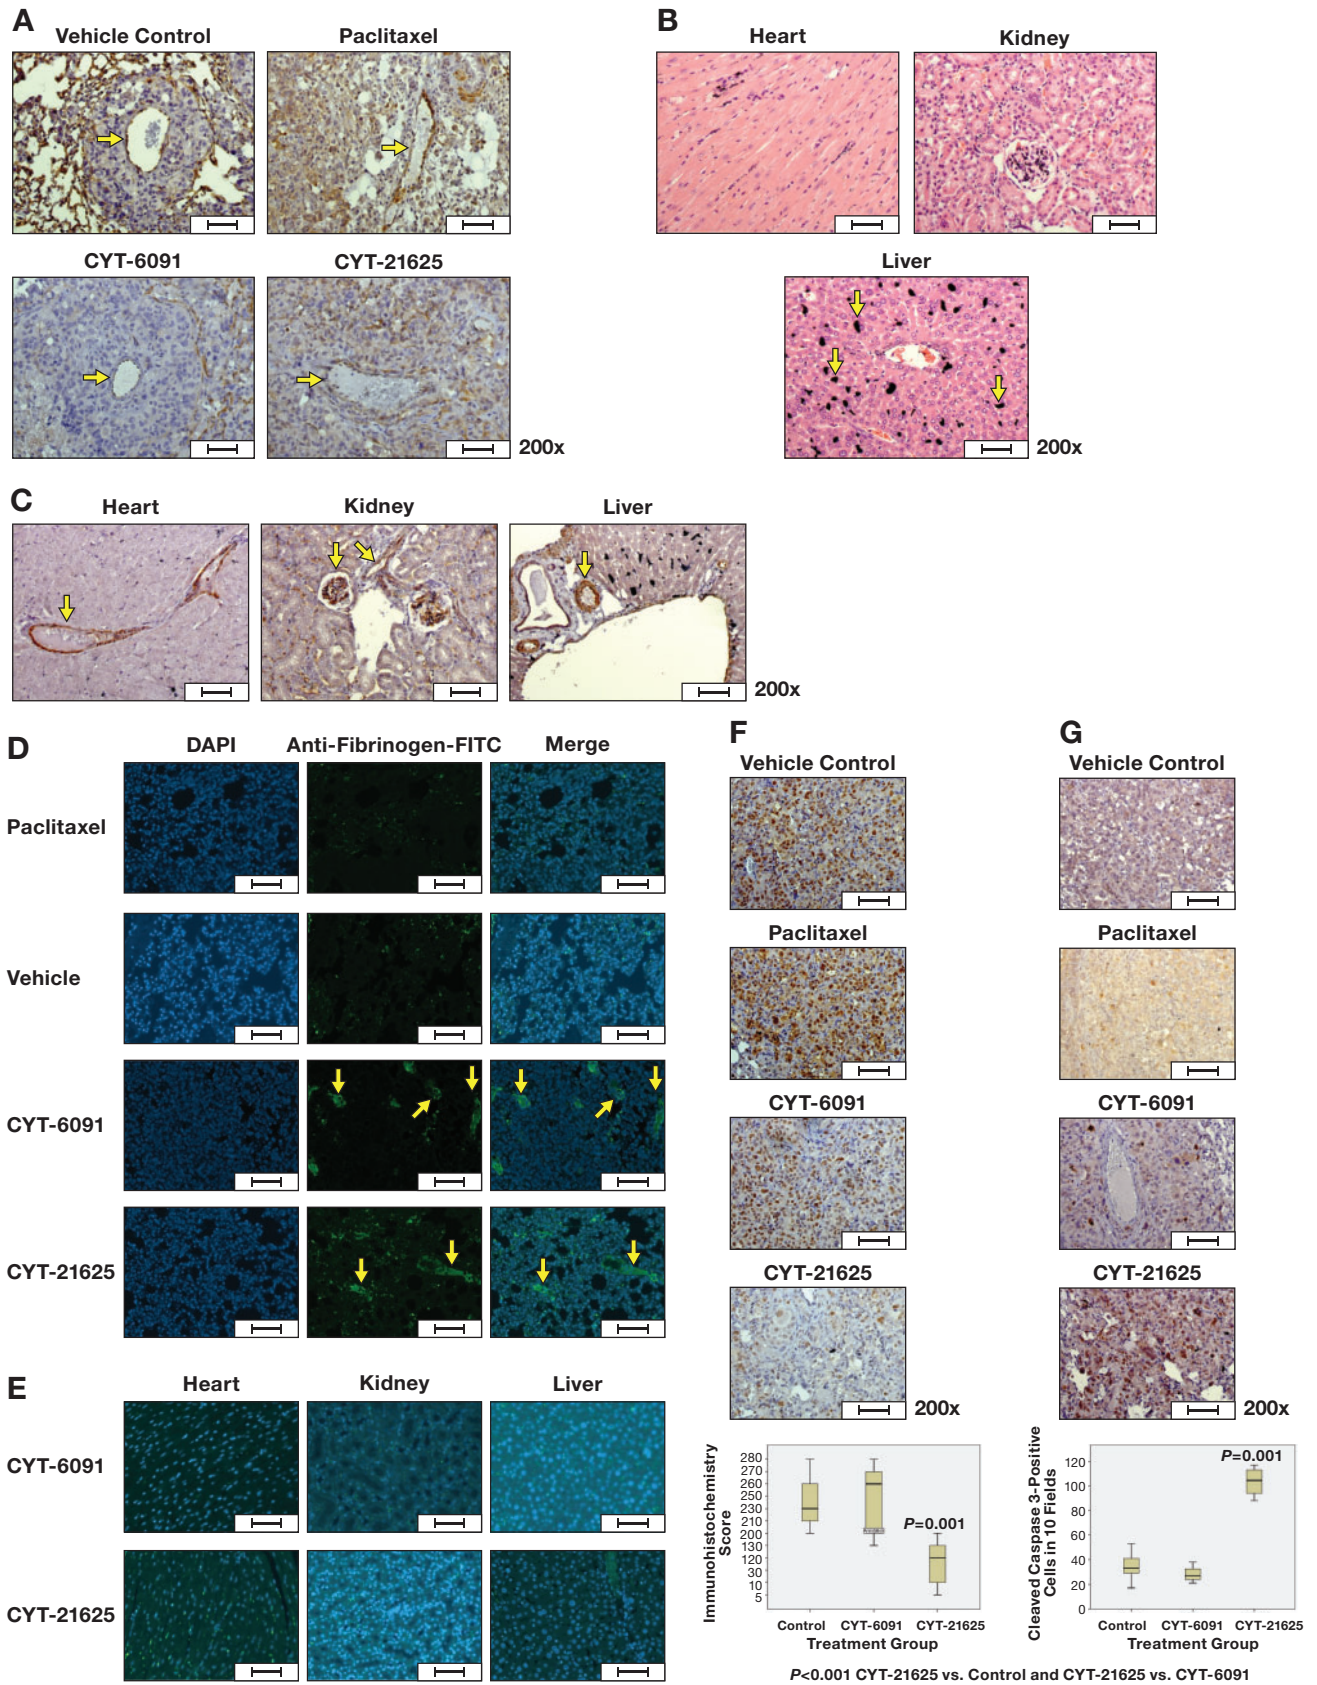 A
Vehicle Control
Paclitaxel
CYT-6091
CYT-21625
200x
B
Heart
Kidney
Liver
200x
C
Heart
Kidney
Liver
200x
D
DAPI
Anti-Fibrinogen-FITC
Merge
Paclitaxel
Vehicle
CYT-6091
CYT-21625
E
Heart
Kidney
Liver
CYT-6091
CYT-21625
F
Vehicle Control
Paclitaxel
CYT-6091
CYT-21625
200x
Immunohistochemistry
Score
280
270
260
250
230
210
200
130
120
30
10
5
P=0.001
Control
CYT-6091
CYT-21625
Treatment Group
G
Vehicle Control
Paclitaxel
CYT-6091
CYT-21625
200x
Cleaved Caspase 3-Positive
Cells in 10 Fields
120
100
80
60
40
20
0
P=0.001
Control
CYT-6091
CYT-21625
Treatment Group
P<0.001 CYT-21625 vs. Control and CYT-21625 vs. CYT-6091